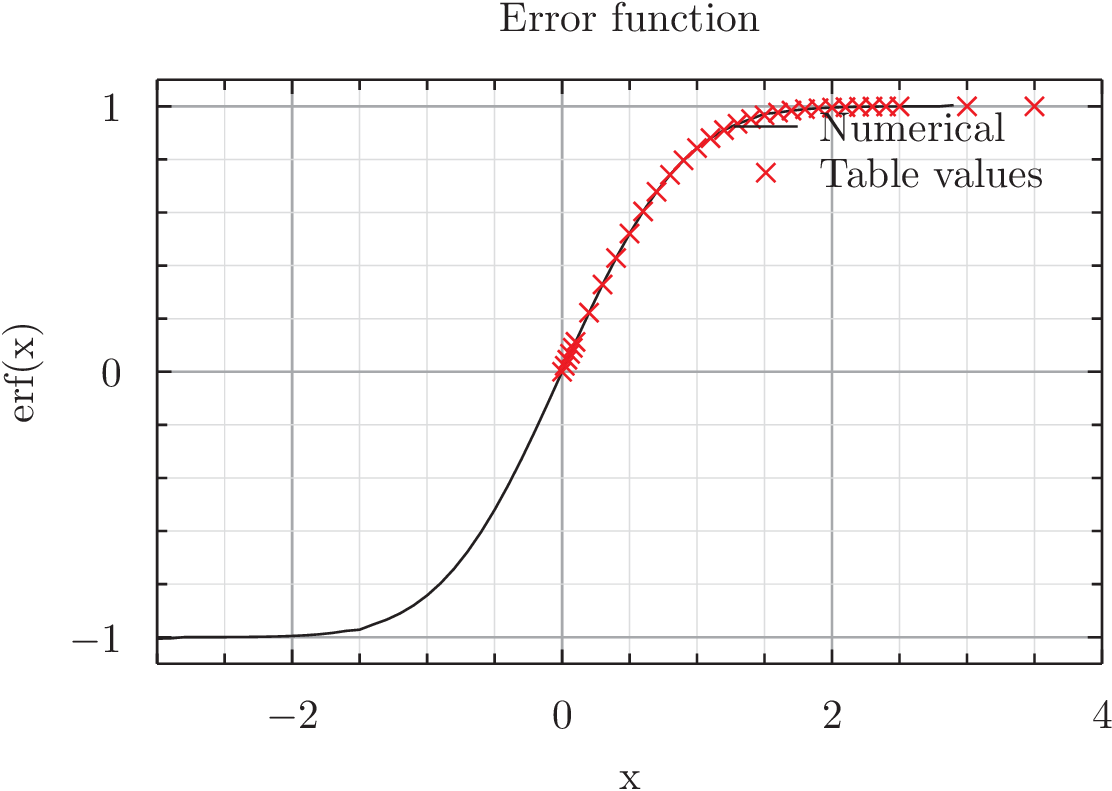 Error function
1
Numerical
Table values
erf(x)
0
−1
−2
0
2
4
x